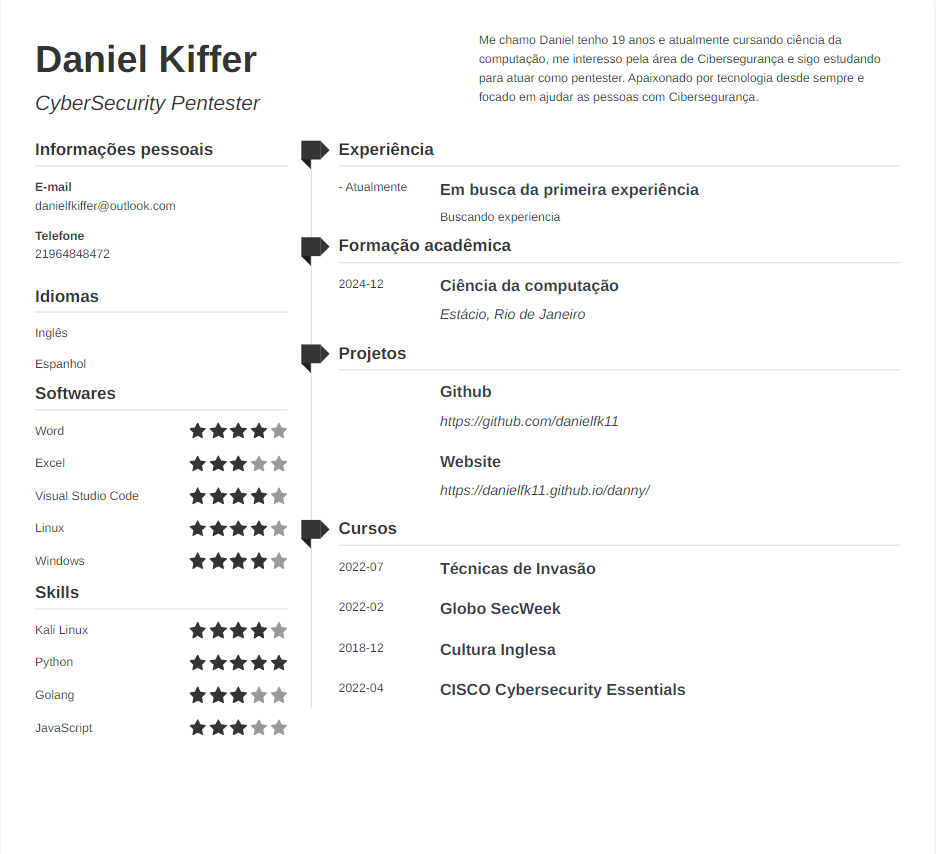 Daniel Kiffer
CyberSecurity Pentester
Me chamo Daniel tenho 19 anos e atualmente cursando ciência da
computação, me interesso pela área de Cibersegurança e sigo estudando
para atuar como pentester. Apaixonado por tecnologia desde sempre e
focado em ajudar as pessoas com Cibersegurança.
Informações pessoais
E-mail
danielfkiffer@outlook.com
Telefone
21964848472
Idiomas
Inglês
Espanhol
Softwares
Word
Excel
Visual Studio Code
Linux
Windows
Skills
Kali Linux
Python
Golang
JavaScript
Experiência
- Atualmente Em busca da primeira experiência
Buscando experiencia
Formação acadêmica
2024-12 Ciência da computação
Estácio, Rio de Janeiro
Projetos
Github
https://github.com/danielfk11
Website
https://danielfk11.github.io/danny/
Cursos
2022-07 Técnicas de Invasão
2022-02 Globo SecWeek
2018-12 Cultura Inglesa
2022-04 CISCO Cybersecurity Essentials